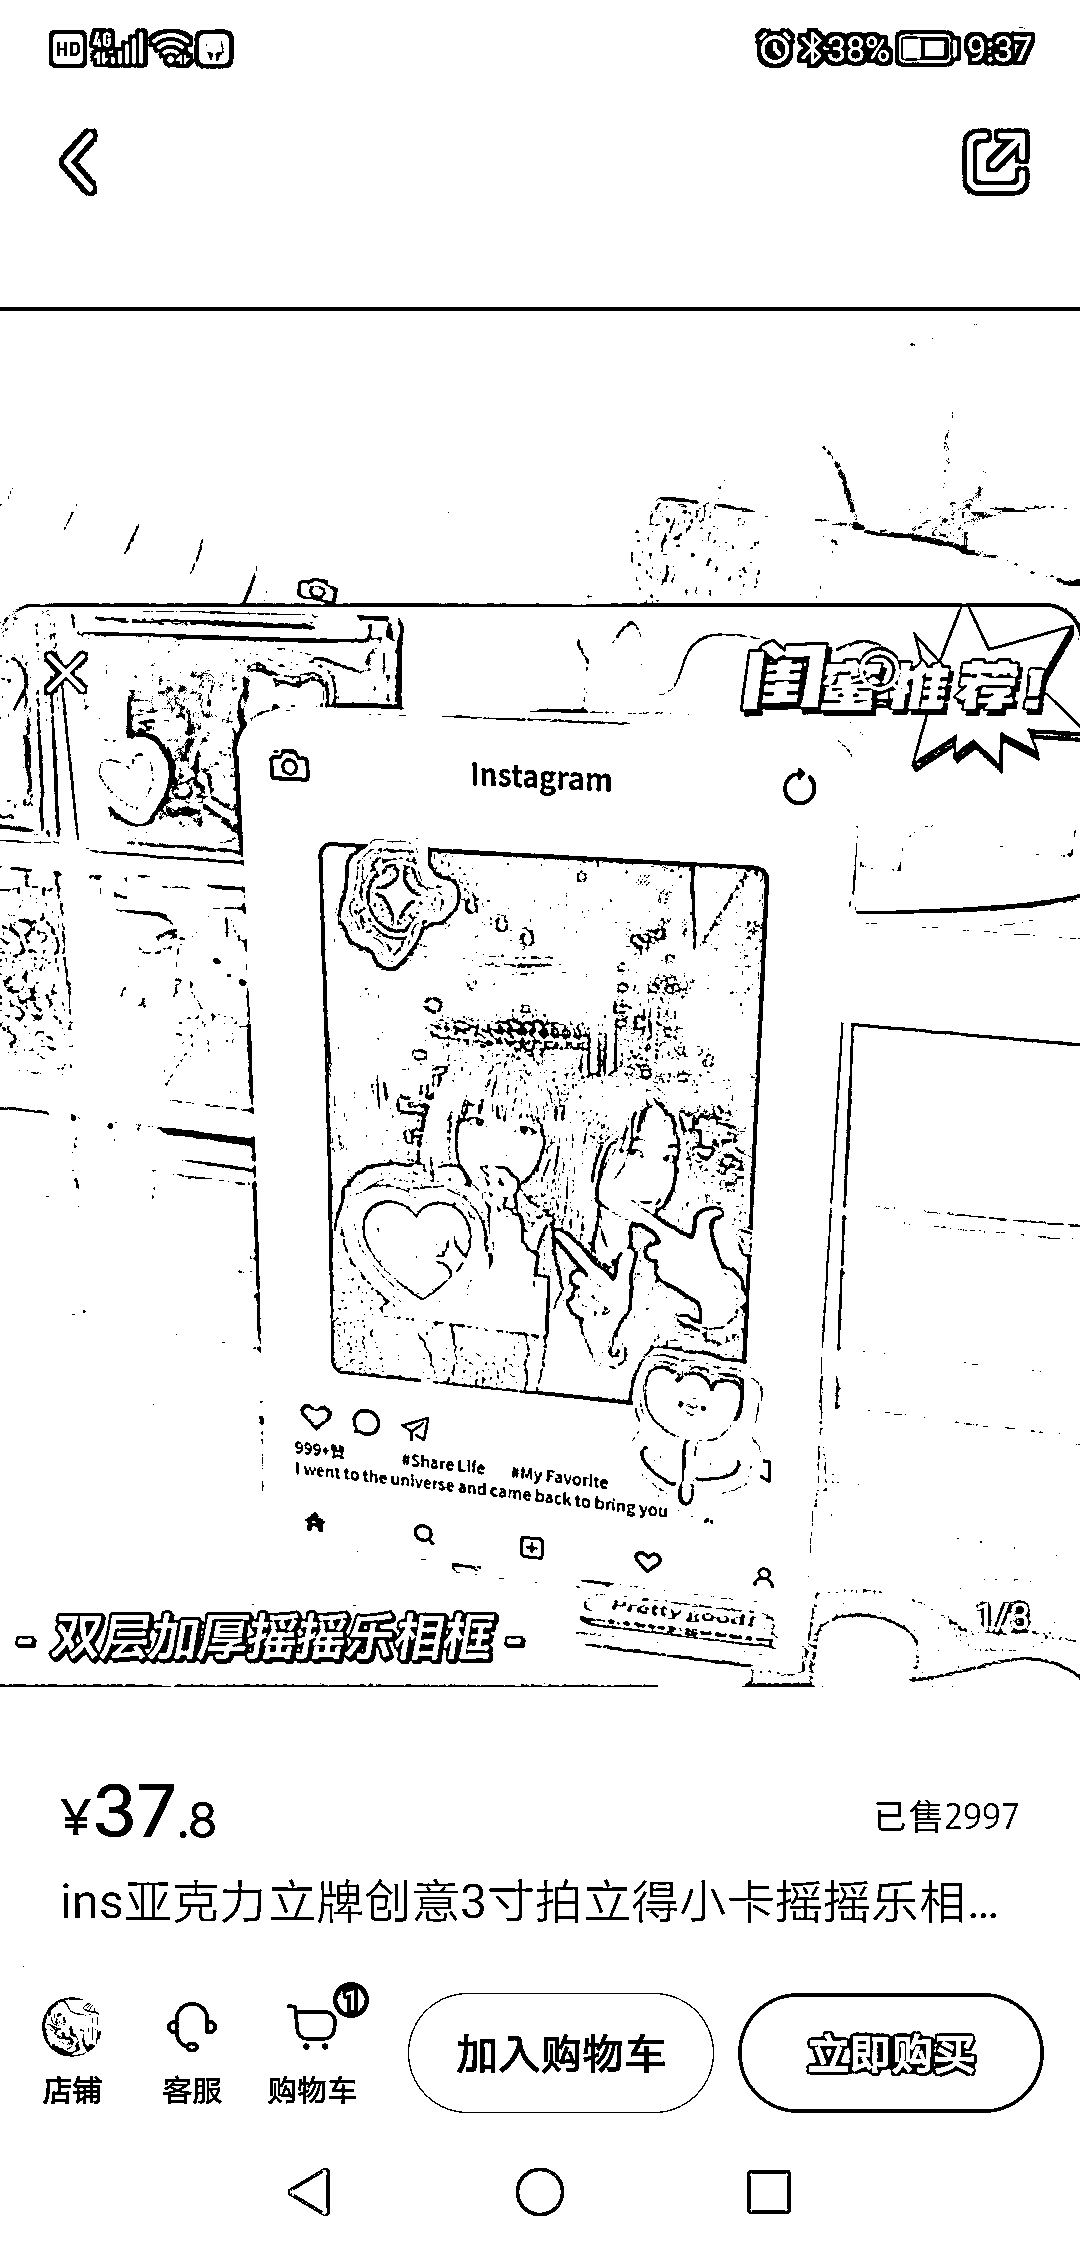 HD 4G 38% 9:37
闺蜜推荐!
Instagram
999+
#Share Life #My Favorite
I went to the universe and came back to bring you
Pretty good!
- 双层加厚摇摇乐相框 -
1/8
¥37.8
已售2997
ins亚克力立牌创意3寸拍立得小卡摇摇乐相...
1
店铺 客服 购物车 加入购物车 立即购买